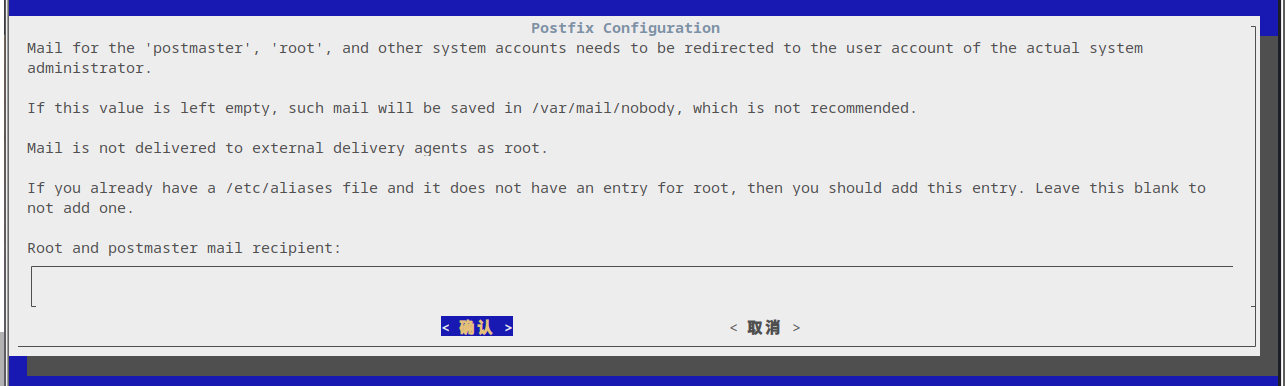 Postfix Configuration
Mail for the 'postmaster', 'root', and other system accounts needs to be redirected to the user account of the actual system
administrator.
If this value is left empty, such mail will be saved in /var/mail/nobody, which is not recommended.
Mail is not delivered to external delivery agents as root.
If you already have a /etc/aliases file and it does not have an entry for root, then you should add this entry. Leave this blank to
not add one.
Root and postmaster mail recipient:
< 确认 > < 取消 >